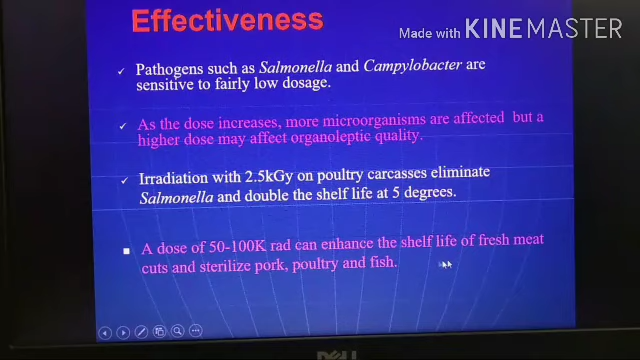 Effectiveness
Made with KINEMASTER
Pathogens such as Salmonella and Campylobacter are
sensitive to fairly low dosage.
As the dose increases, more microorganisms are affected but a
higher dose may affect organoleptic quality.
Irradiation with 2.5kGy on poultry carcasses eliminate
Salmonella and double the shelf life at 5 degrees.
A dose of 50-100K rad can enhance the shelf life of fresh meat
cuts and sterilize pork, poultry and fish.
DELL